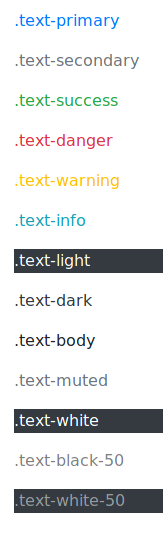 .text-primary
.text-secondary
.text-success
.text-danger
.text-warning
.text-info
.text-light
.text-dark
.text-body
.text-muted
.text-white
.text-black-50
.text-white-50